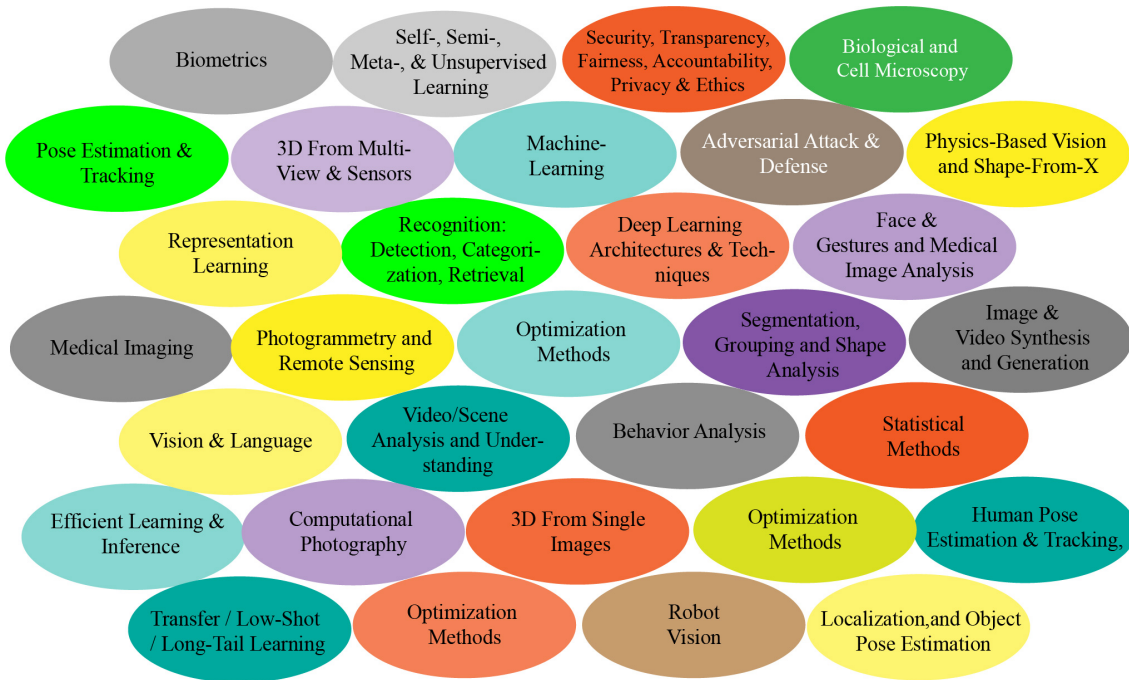 Biometrics
Self-, Semi-,
Meta-, & Unsupervised
Learning
Security, Transparency,
Fairness, Accountability,
Privacy & Ethics
Biological and
Cell Microscopy
Pose Estimation &
Tracking
3D From Multi-
View & Sensors
Machine-
Learning
Adversarial Attack &
Defense
Physics-Based Vision
and Shape-From-X
Representation
Learning
Recognition:
Detection, Categori-
zation, Retrieval
Deep Learning
Architectures & Tech-
niques
Face &
Gestures and Medical
Image Analysis
Medical Imaging
Photogrammetry and
Remote Sensing
Optimization
Methods
Segmentation,
Grouping and Shape
Analysis
Image &
Video Synthesis
and Generation
Vision & Language
Video/Scene
Analysis and Under-
standing
Behavior Analysis
Statistical
Methods
Efficient Learning &
Inference
Computational
Photography
3D From Single
Images
Optimization
Methods
Human Pose
Estimation & Tracking,
Transfer / Low-Shot
/ Long-Tail Learning
Optimization
Methods
Robot
Vision
Localization,and Object
Pose Estimation